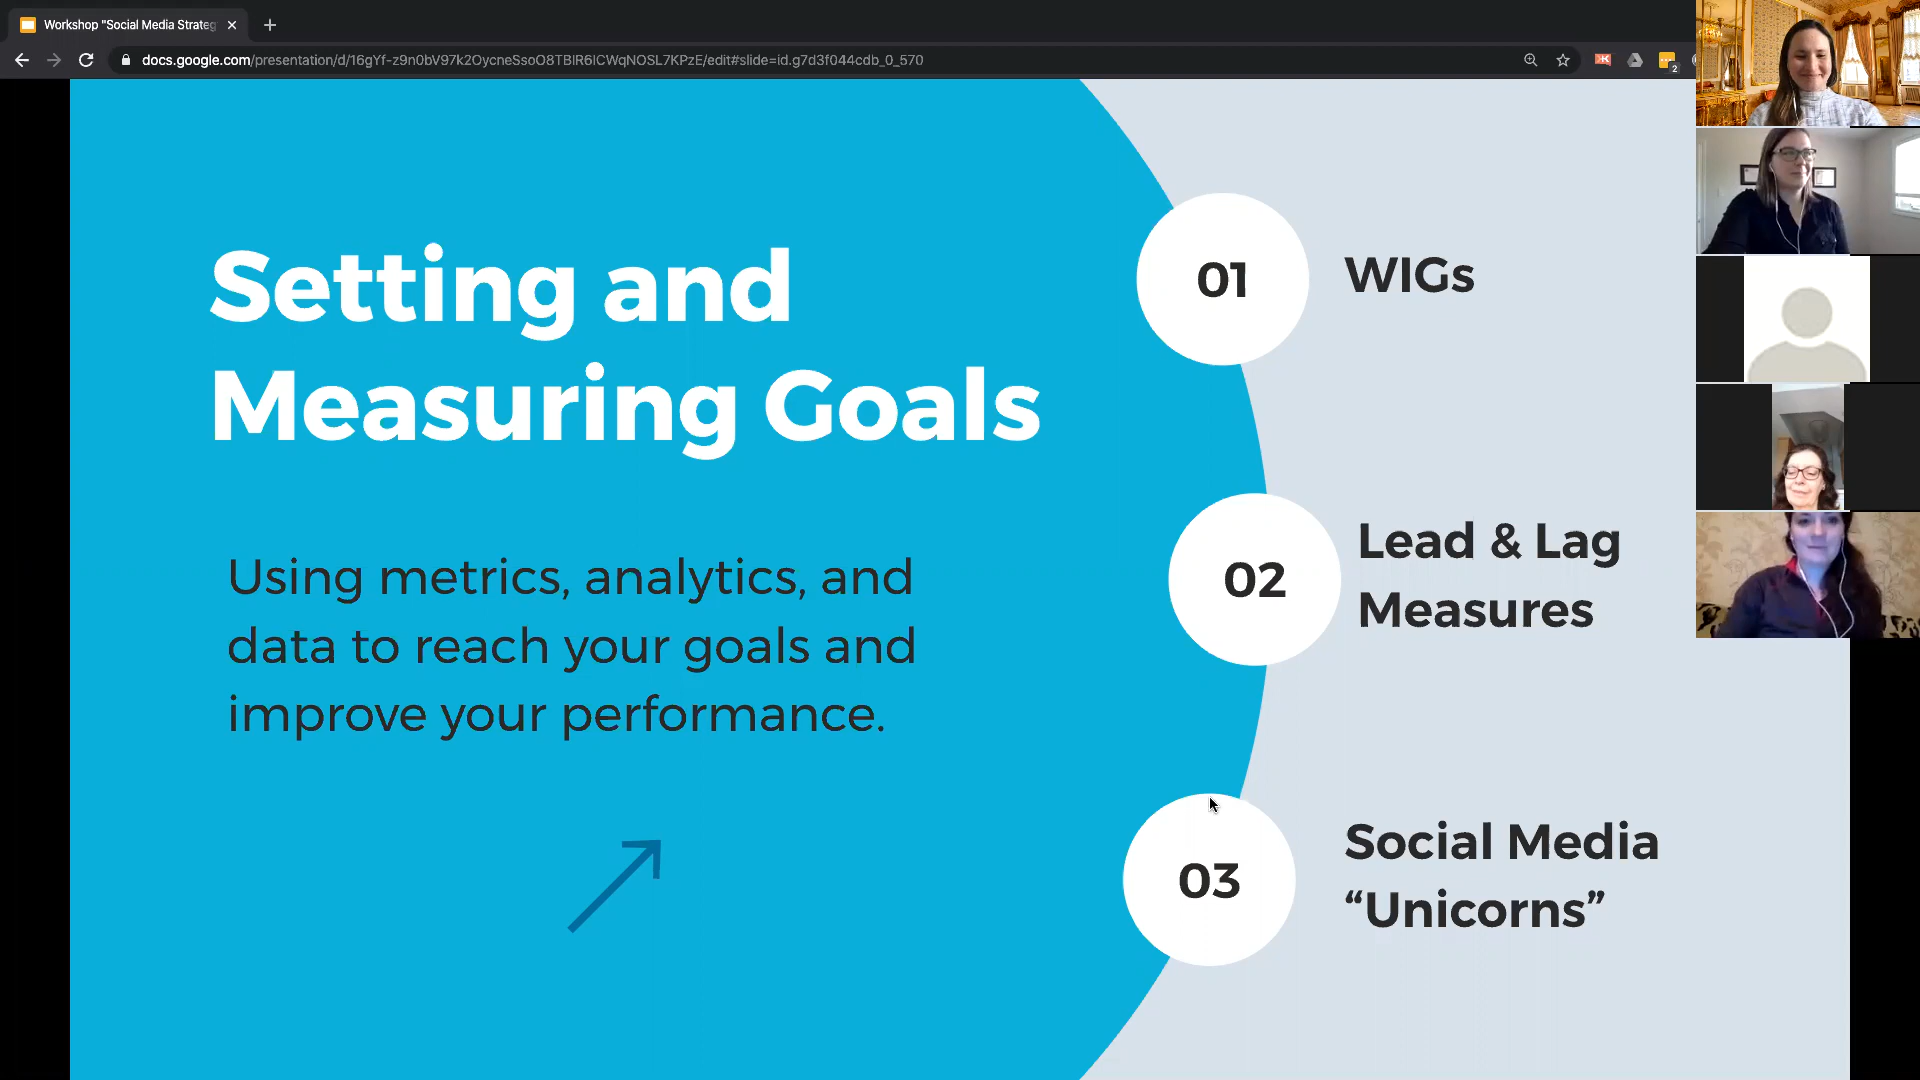 Workshop "Social Media Strateg
docs.google.com/presentation/d/16gYf-z9n0bV97k2OycneSsoO8TBlR6lCWqNOSL7KPzE/edit#slide=id.g7d3f044cdb_0_570
2
Setting and
Measuring Goals
Using metrics, analytics, and
data to reach your goals and
improve your performance.
01
WIGs
02
Lead & Lag
Measures
03
Social Media
“Unicorns”